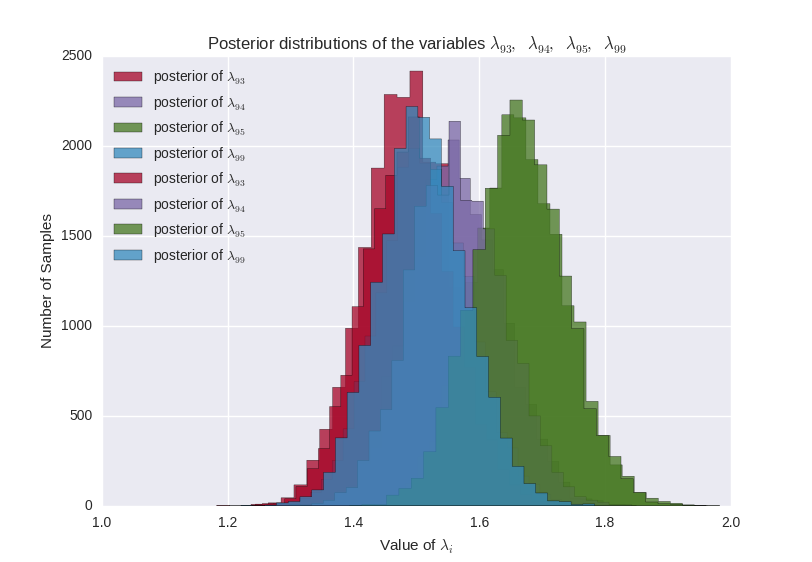 Posterior distributions of the variables λ₉₃, λ₉₄, λ₉₅, λ₉₉
2500
2000
1500
1000
500
0
Number of Samples
posterior of λ₉₃
posterior of λ₉₄
posterior of λ₉₅
posterior of λ₉₉
posterior of λ₉₃
posterior of λ₉₄
posterior of λ₉₅
posterior of λ₉₉
1.0 1.2 1.4 1.6 1.8 2.0
Value of λᵢ